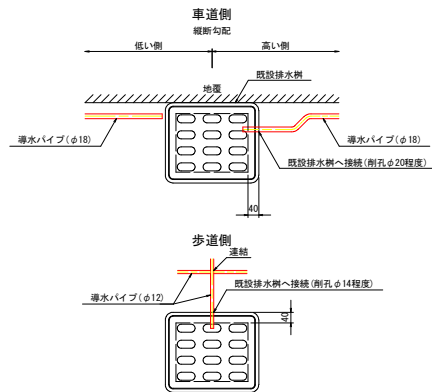 車道側
縦断勾配
低い側
高い側
既設排水桝
地覆
導水パイプ(φ18)
導水パイプ(φ18)
既設排水桝へ接続(削孔φ20程度)
40
歩道側
連結
導水パイプ(φ12)
既設排水桝へ接続(削孔φ14程度)
40